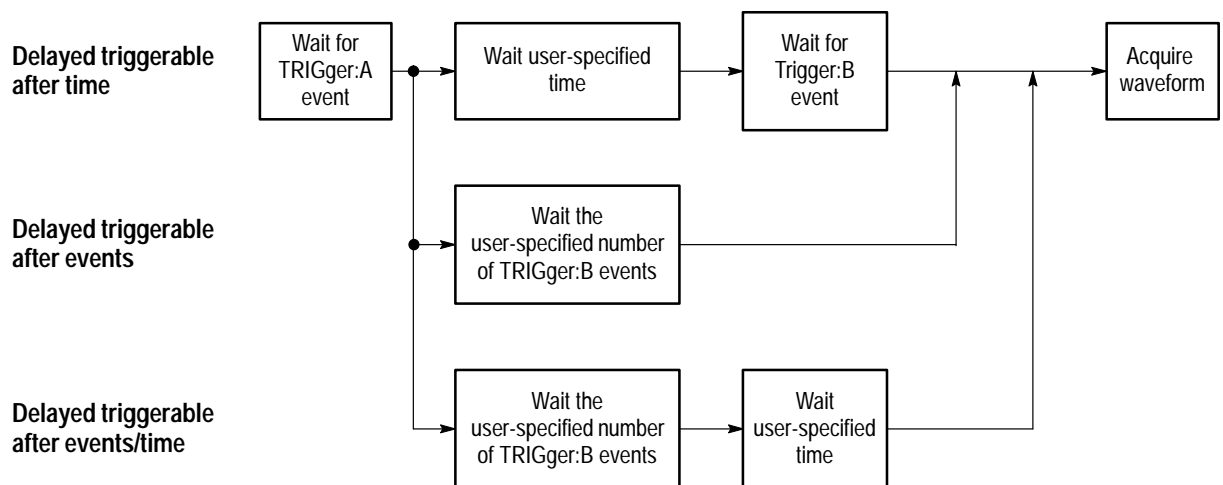 Delayed triggerable
after time
Wait for
TRIGger:A
event
Wait user-specified
time
Wait for
Trigger:B
event
Acquire
waveform
Delayed triggerable
after events
Wait the
user-specified number
of TRIGger:B events
Delayed triggerable
after events/time
Wait the
user-specified number
of TRIGger:B events
Wait
user-specified
time